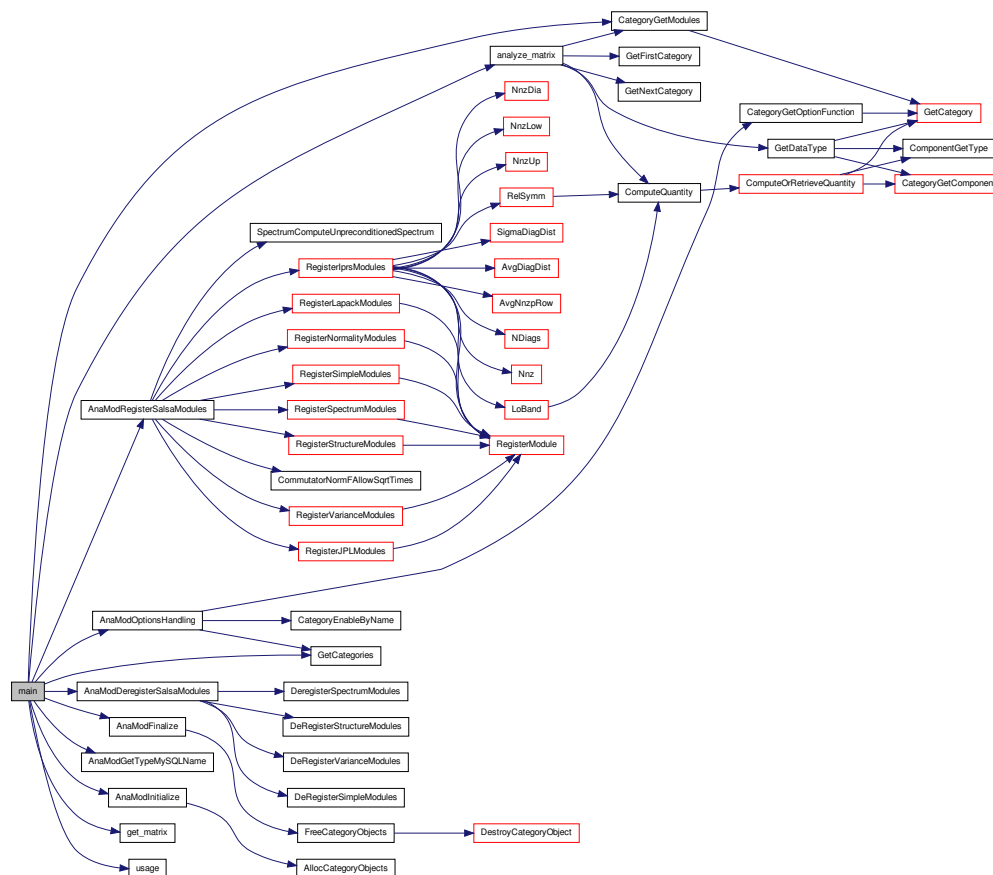 CategoryGetModules
analyze_matrix
GetFirstCategory
GetNextCategory
NnzDia
CategoryGetOptionFunction
GetCategory
NnzLow
GetDataType
ComponentGetType
NnzUp
ComputeOrRetrieveQuantity
CategoryGetComponent
RelSymm
ComputeQuantity
SpectrumComputeUnpreconditionedSpectrum
SigmaDiagDist
RegisterIprsModules
AvgDiagDist
RegisterLapackModules
AvgNnzpRow
RegisterNormalityModules
NDiags
RegisterSimpleModules
Nnz
AnaModRegisterSalsaModules
RegisterSpectrumModules
LoBand
RegisterStructureModules
RegisterModule
CommutatorNormFAllowSqrtTimes
RegisterVarianceModules
RegisterJPLModules
AnaModOptionsHandling
CategoryEnableByName
GetCategories
main
AnaModDeregisterSalsaModules
DeregisterSpectrumModules
AnaModFinalize
DeRegisterStructureModules
AnaModGetTypeMySQLName
DeRegisterVarianceModules
AnaModInitialize
DeRegisterSimpleModules
get_matrix
FreeCategoryObjects
DestroyCategoryObject
usage
AllocCategoryObjects